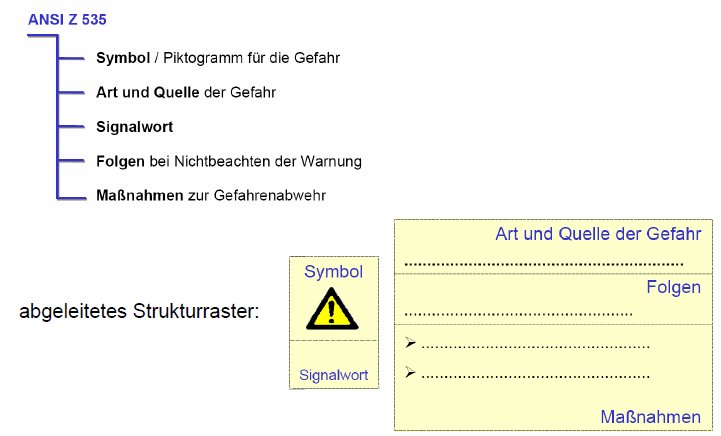 ANSI Z 535
Symbol / Piktogramm für die Gefahr
Art und Quelle der Gefahr
Signalwort
Folgen bei Nichtbeachten der Warnung
Maßnahmen zur Gefahrenabwehr
abgeleitetes Strukturraster:
Symbol
!
Signalwort
Art und Quelle der Gefahr
........................................................
Folgen
..............................................
➢ ..............................................
➢ ..............................................
Maßnahmen